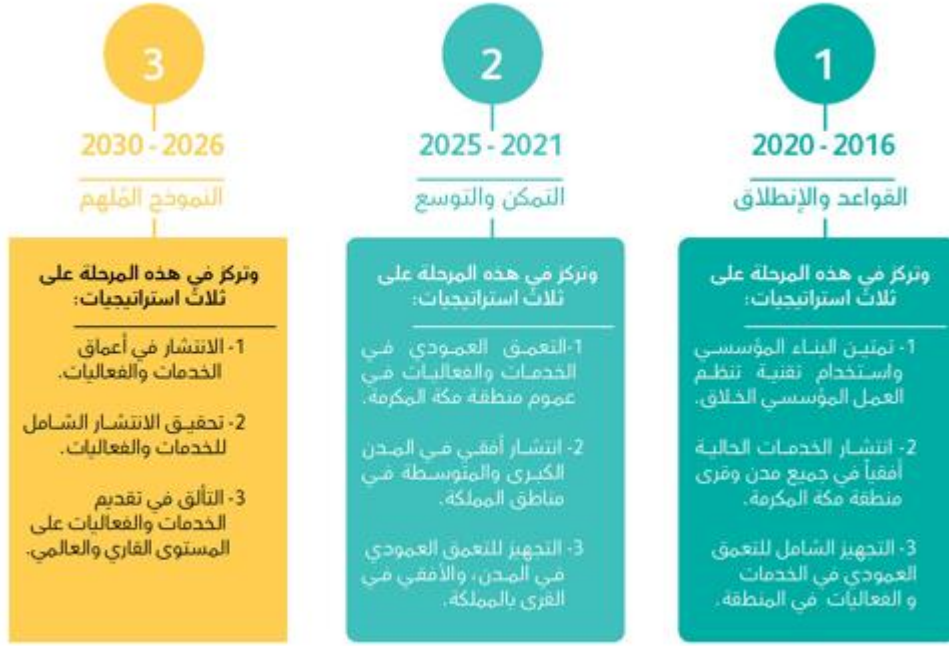 1
2016 - 2020
القواعد والإنطلاق
وتركز في هذه المرحلة على
ثلاث استراتيجيات:
1- تمتين البناء المؤسسي
واستخدام تقنية تنظم
العمل المؤسسي الخلاق.
2- انتشار الخدمات الحالية
أفقياً في جميع مدن وقرى
منطقة مكة المكرمة.
3- التجهيز الشامل للتعمق
العمودي في الخدمات
و الفعاليات في المنطقة.
2
2021 - 2025
التمكن والتوسع
وتركز في هذه المرحلة على
ثلاث استراتيجيات:
1-التعمق العمودي في
الخدمات والفعاليات في
عموم منطقة مكة المكرمة.
2- انتشار أفقي في المدن
الكبرى والمتوسطة في
مناطق المملكة.
3- التجهيز للتعمق العمودي
في المدن، والأفقي في
القرى بالمملكة.
3
2026 - 2030
النموذج المُلهم
وتركز في هذه المرحلة على
ثلاث استراتيجيات:
1- الانتشار في أعماق
الخدمات والفعاليات.
2- تحقيق الانتشار الشامل
للخدمات والفعاليات.
3- التألق في تقديم
الخدمات والفعاليات على
المستوى القاري والعالمي.